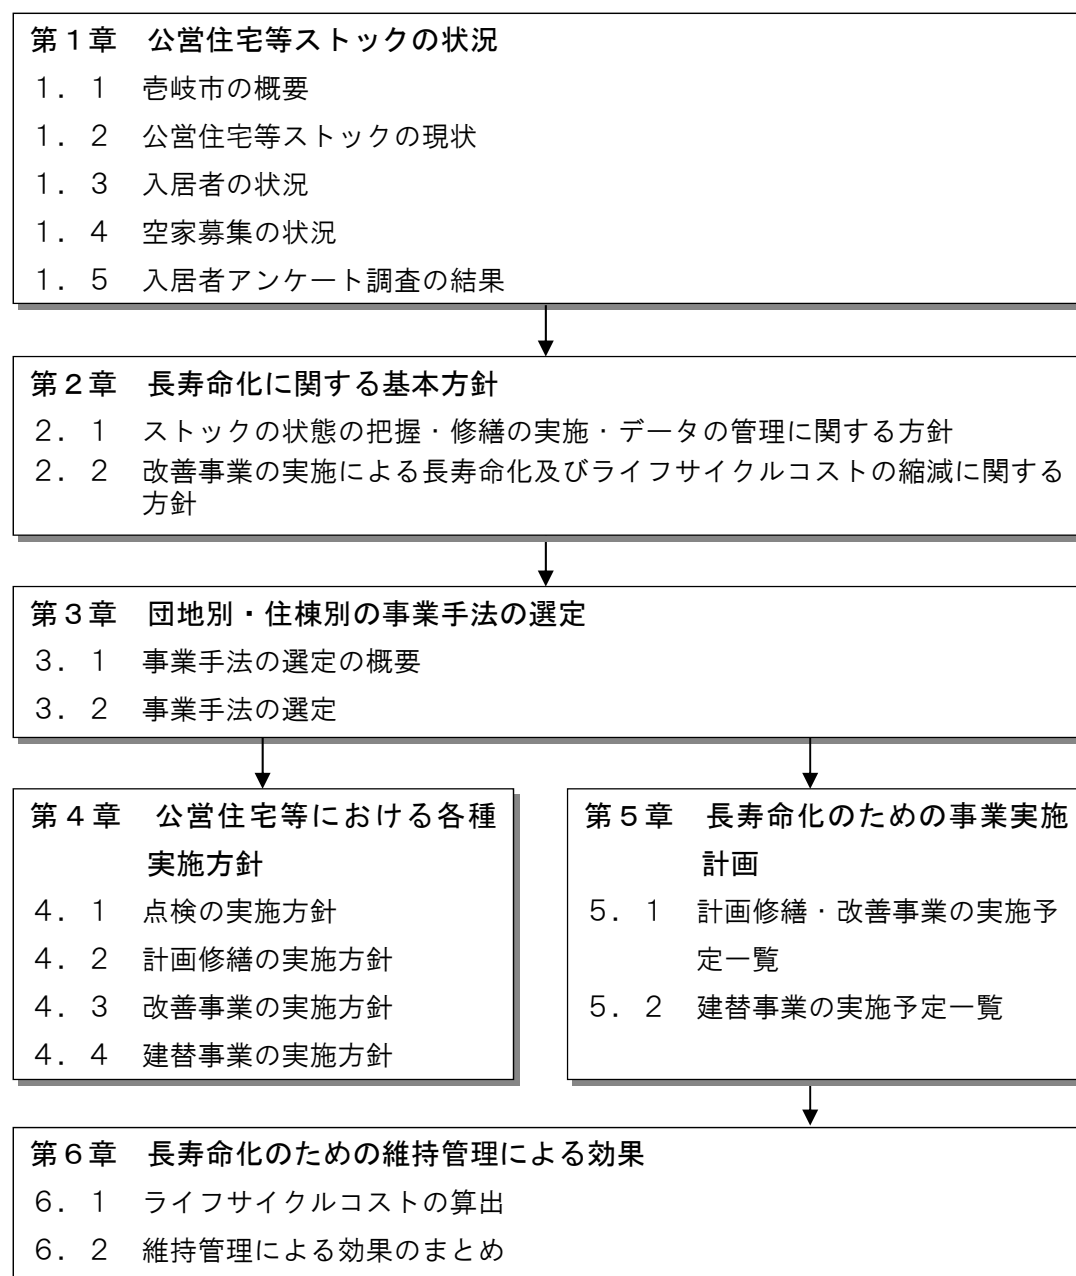 第1章　公営住宅等ストックの状況
１．１　壱岐市の概要
１．２　公営住宅等ストックの現状
１．３　入居者の状況
１．４　空家募集の状況
１．５　入居者アンケート調査の結果
第２章　長寿命化に関する基本方針
２．１　ストックの状態の把握・修繕の実施・データの管理に関する方針
２．２　改善事業の実施による長寿命化及びライフサイクルコストの縮減に関する
方針
第３章　団地別・住棟別の事業手法の選定
３．１　事業手法の選定の概要
３．２　事業手法の選定
第４章　公営住宅等における各種
実施方針
４．１　点検の実施方針
４．２　計画修繕の実施方針
４．３　改善事業の実施方針
４．４　建替事業の実施方針
第５章　長寿命化のための事業実施
計画
５．１　計画修繕・改善事業の実施予
定一覧
５．２　建替事業の実施予定一覧
第６章　長寿命化のための維持管理による効果
６．１　ライフサイクルコストの算出
６．２　維持管理による効果のまとめ